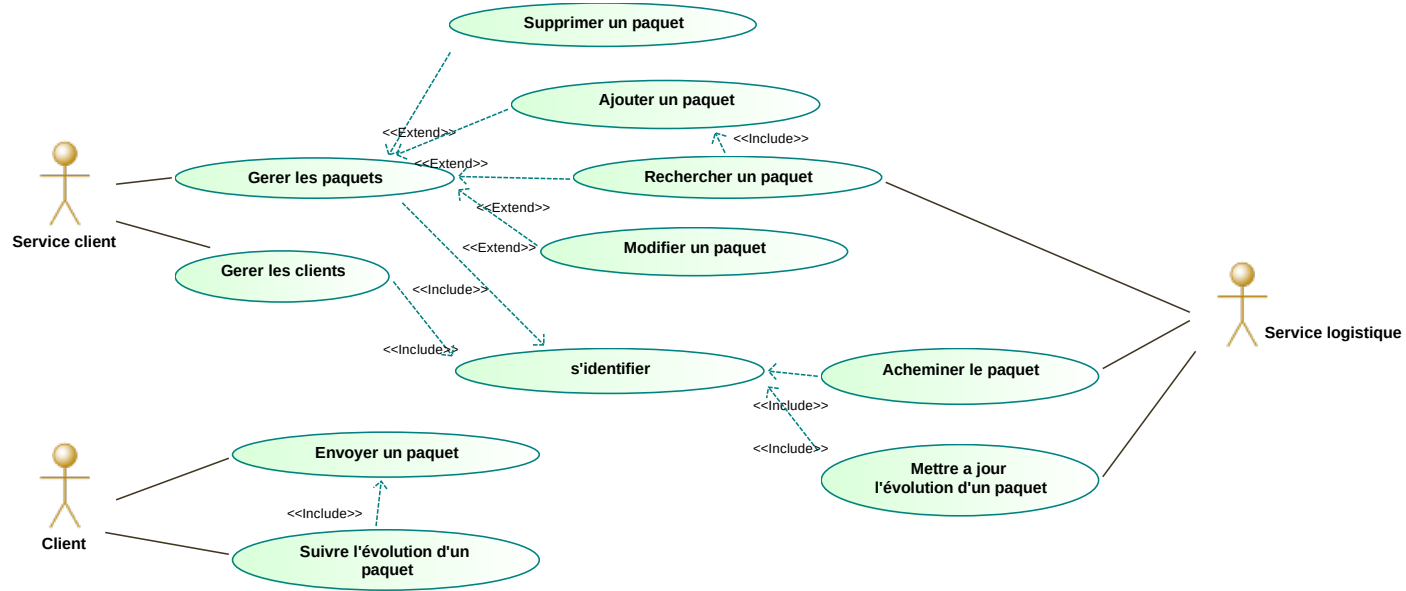 Supprimer un paquet
Ajouter un paquet
<<Extend>>
<<Include>>
<<Extend>>
Gerer les paquets
Rechercher un paquet
<<Extend>>
Service client
<<Extend>>
Modifier un paquet
Gerer les clients
<<Include>>
Service logistique
<<Include>>
s'identifier
Acheminer le paquet
<<Include>>
<<Include>>
Envoyer un paquet
Mettre a jour
l'évolution d'un paquet
<<Include>>
Client
Suivre l'évolution d'un
paquet